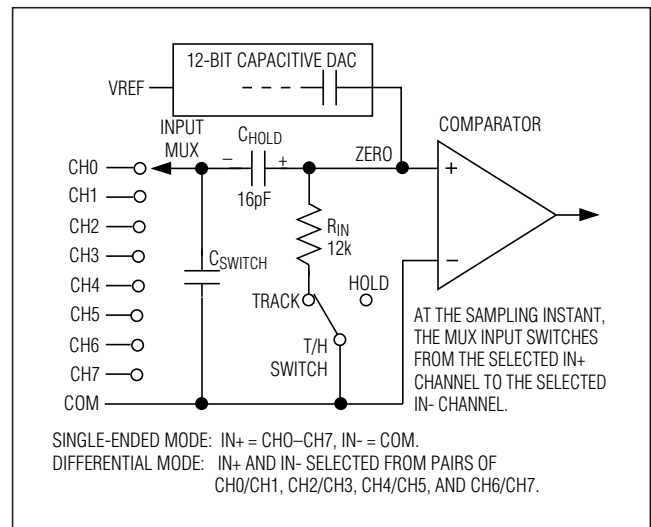 12-BIT CAPACITIVE DAC
VREF
INPUT
MUX
CHOLD
– +
16pF
ZERO
COMPARATOR
+
–
CH0
CH1
CH2
CH3
CH4
CH5
CH6
CH7
COM
CSWITCH
RIN
12k
TRACK
HOLD
T/H
SWITCH
AT THE SAMPLING INSTANT,
THE MUX INPUT SWITCHES
FROM THE SELECTED IN+
CHANNEL TO THE SELECTED
IN- CHANNEL.
SINGLE-ENDED MODE: IN+ = CHO–CH7, IN- = COM.
DIFFERENTIAL MODE: IN+ AND IN- SELECTED FROM PAIRS OF
CH0/CH1, CH2/CH3, CH4/CH5, AND CH6/CH7.